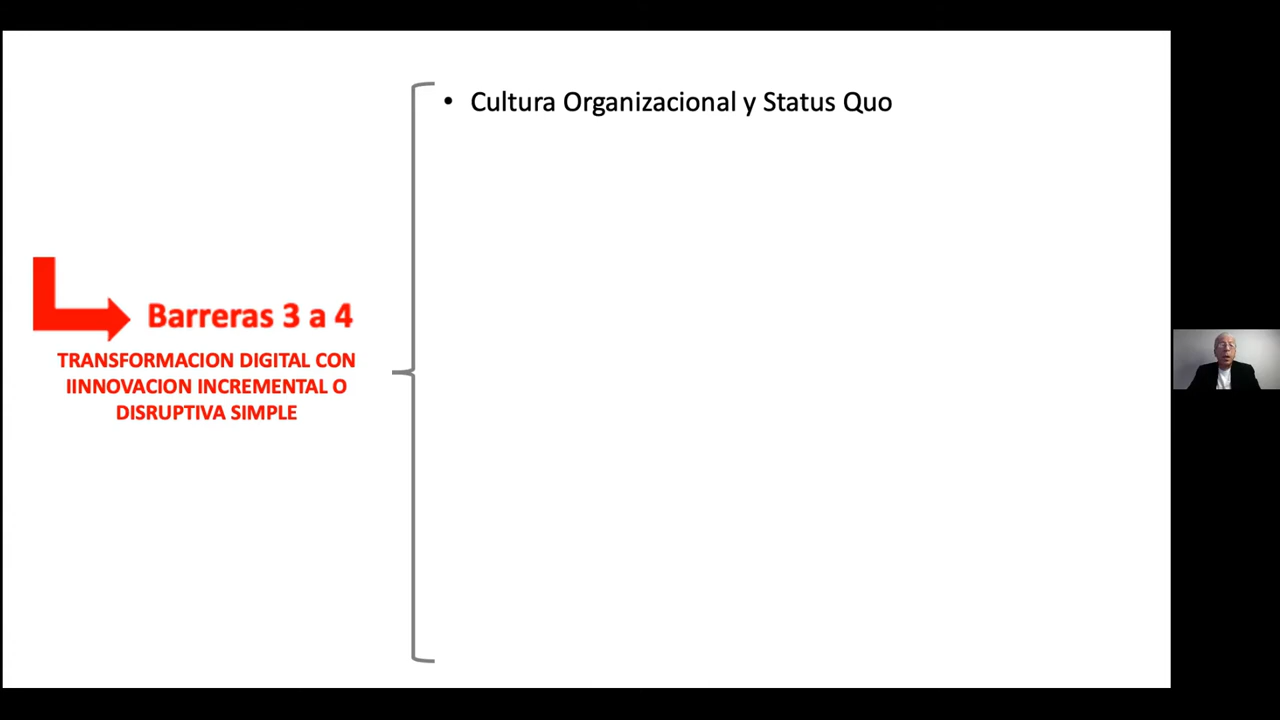 • Cultura Organizacional y Status Quo
Barreras 3 a 4
TRANSFORMACION DIGITAL CON
IINNOVACION INCREMENTAL O
DISRUPTIVA SIMPLE